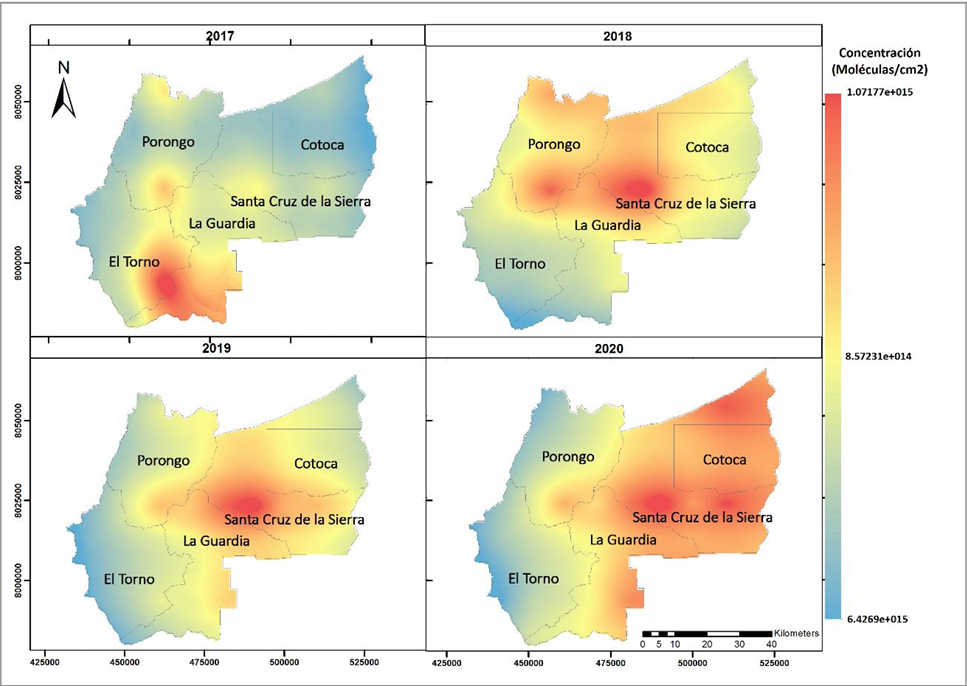 2017
2018
Concentración
(Moléculas/cm2)
1.07177e+015
8.57231e+014
6.4269e+015
N
Porongo
Cotoca
Santa Cruz de la Sierra
La Guardia
El Torno
8050000
8025000
800000
Porongo
Cotoca
Santa Cruz de la Sierra
La Guardia
El Torno
2019
2020
Porongo
Cotoca
Santa Cruz de la Sierra
La Guardia
El Torno
8050000
8025000
800000
Porongo
Cotoca
Santa Cruz de la Sierra
La Guardia
El Torno
Kilometers
0 5 10 20 30 40
425000 450000 475000 500000 525000
425000 450000 475000 500000 525000